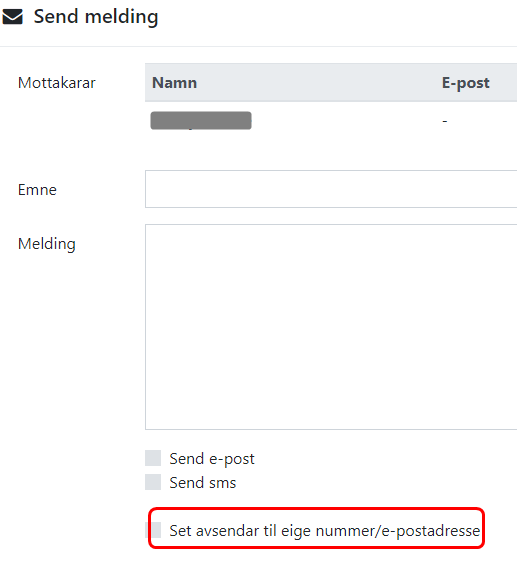 Send melding
Mottakarar
Namn E-post
-
Emne
Melding
Send e-post
Send sms
Set avsendar til eige nummer/e-postadresse